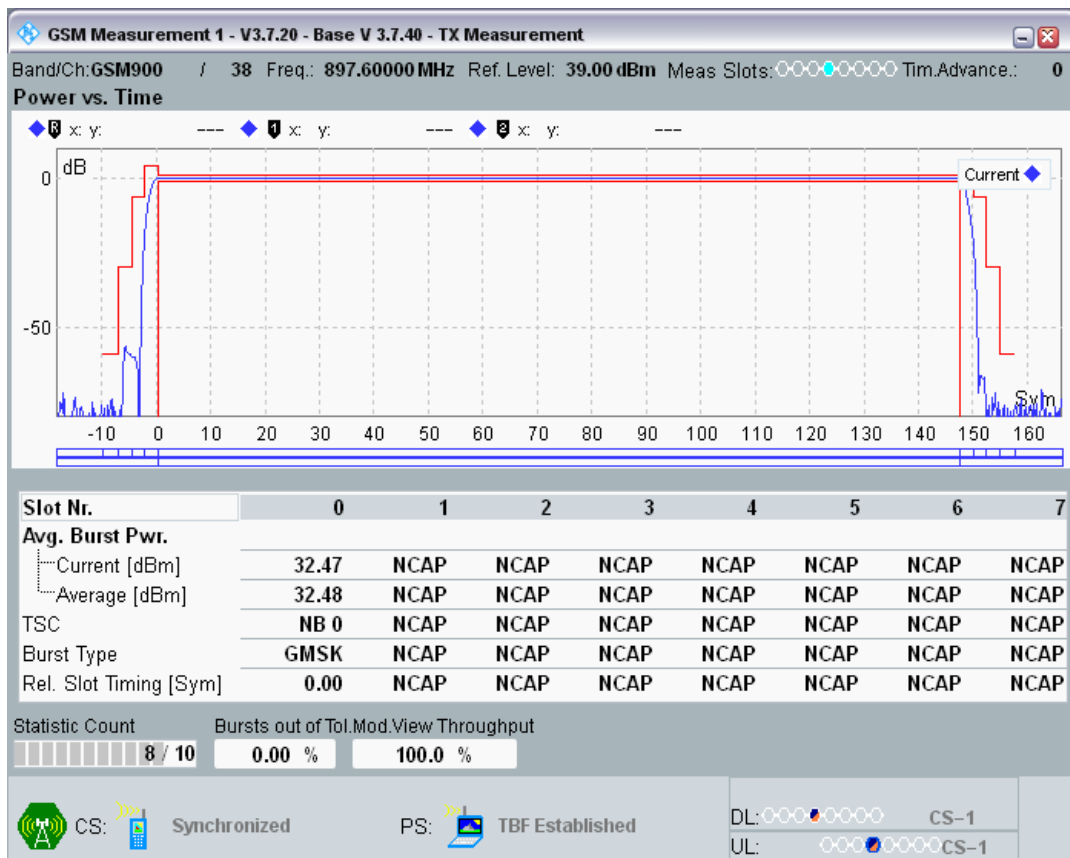 GSM Measurement 1 - V3.7.20 - Base V 3.7.40 - TX Measurement
Band/Ch:GSM900 / 38 Freq.: 897.60000 MHz Ref. Level: 39.00 dBm Meas Slots: Tim.Advance.: 0
Power vs. Time
R x: y: --- 1 x: y: --- 2 x: y: ---
dB
0
Current
-50
Sym
-10 0 10 20 30 40 50 60 70 80 90 100 110 120 130 140 150 160
Slot Nr. 0 1 2 3 4 5 6 7
Avg. Burst Pwr.
Current [dBm] 32.47 NCAP NCAP NCAP NCAP NCAP NCAP NCAP
Average [dBm] 32.48 NCAP NCAP NCAP NCAP NCAP NCAP NCAP
TSC NB 0 NCAP NCAP NCAP NCAP NCAP NCAP NCAP
Burst Type GMSK NCAP NCAP NCAP NCAP NCAP NCAP NCAP
Rel. Slot Timing [Sym] 0.00 NCAP NCAP NCAP NCAP NCAP NCAP NCAP
Statistic Count Bursts out of Tol.Mod.View Throughput
8 / 10 0.00 % 100.0 %
CS: Synchronized PS: TBF Established
DL: CS-1
UL: CS-1